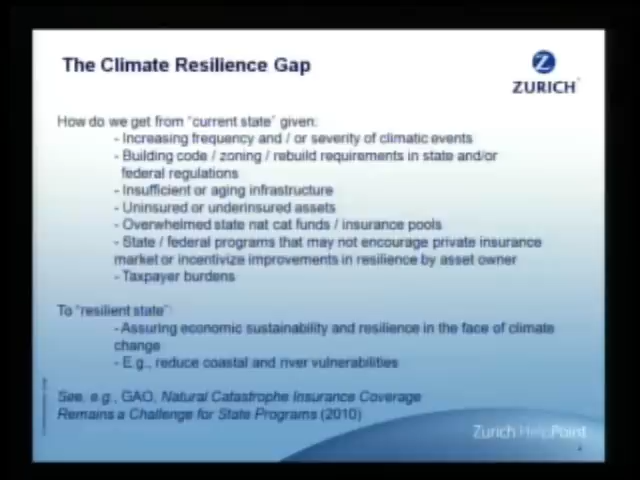 The Climate Resilience Gap
ZURICH
How do we get from "current state" given:
- Increasing frequency and / or severity of climatic events
- Building code / zoning / rebuild requirements in state and/or
federal regulations
- Insufficient or aging infrastructure
- Uninsured or underinsured assets
- Overwhelmed state nat cat funds / insurance pools
- State / federal programs that may not encourage private insurance
market or incentivize improvements in resilience by asset owner
- Taxpayer burdens
To "resilient state":
- Assuring economic sustainability and resilience in the face of climate
change
- E.g., reduce coastal and river vulnerabilities
See, e.g., GAO, Natural Catastrophe Insurance Coverage
Remains a Challenge for State Programs (2010)
Zurich HelpPoint